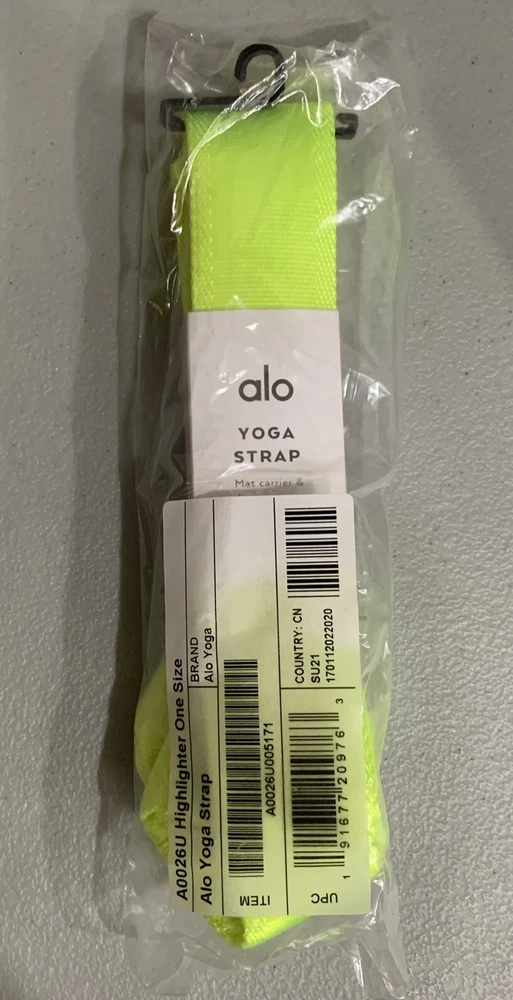 alo
YOGA
STRAP
Mat carrier &
A0026U Highlighter One Size
BRAND
Alo Yoga
Alo Yoga Strap
ITEM
A0026U005171
COUNTRY: CN
SU21
170112022020
UPC
1 91677 20976 3